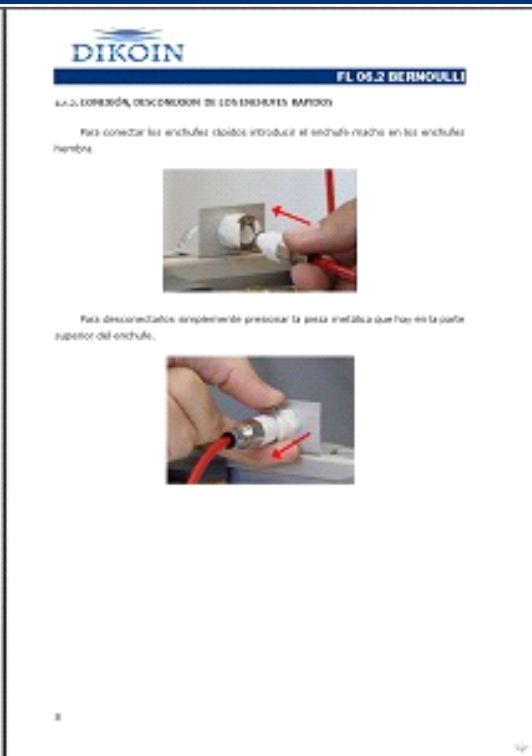 DIKOIN
FL 06.2 BERNOULLI
CONEXIÓN, DESCONEXION DE LOS ENCHUFES RAPIDOS
Para conectar los enchufes rápidos introducir el enchufe macho en los enchufes
hembra.
Para desconectarlos simplemente presionar la pieza metálica que hay en la parte
superior del enchufe.
8